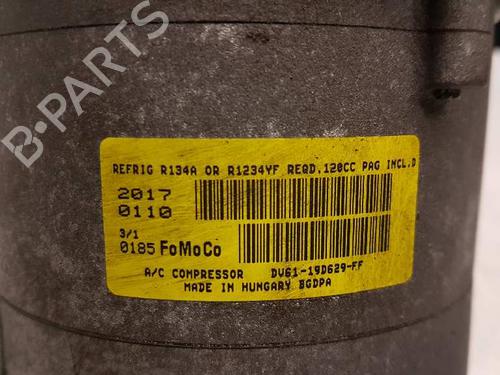 REFRIG R134A OR R1234YF REQD.120CC PAG INCL.D
2017
0110
3/1
0185 FoMoCo
A/C COMPRESSOR DV61-19D629-FF
MADE IN HUNGARY BGDPA
B-PARTS